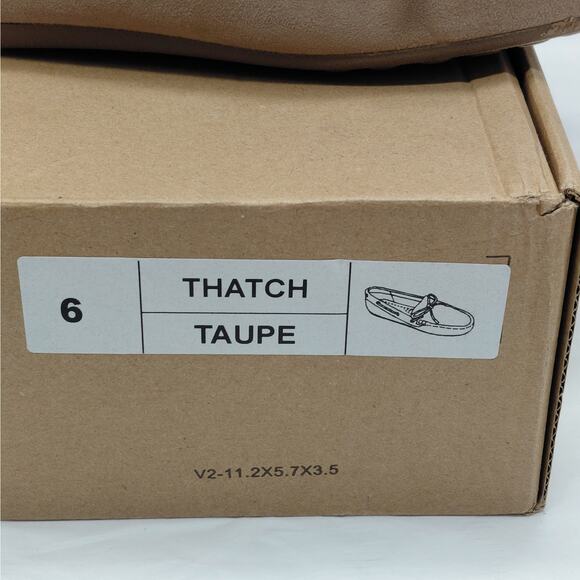 6
THATCH
TAUPE
V2-11.2X5.7X3.5